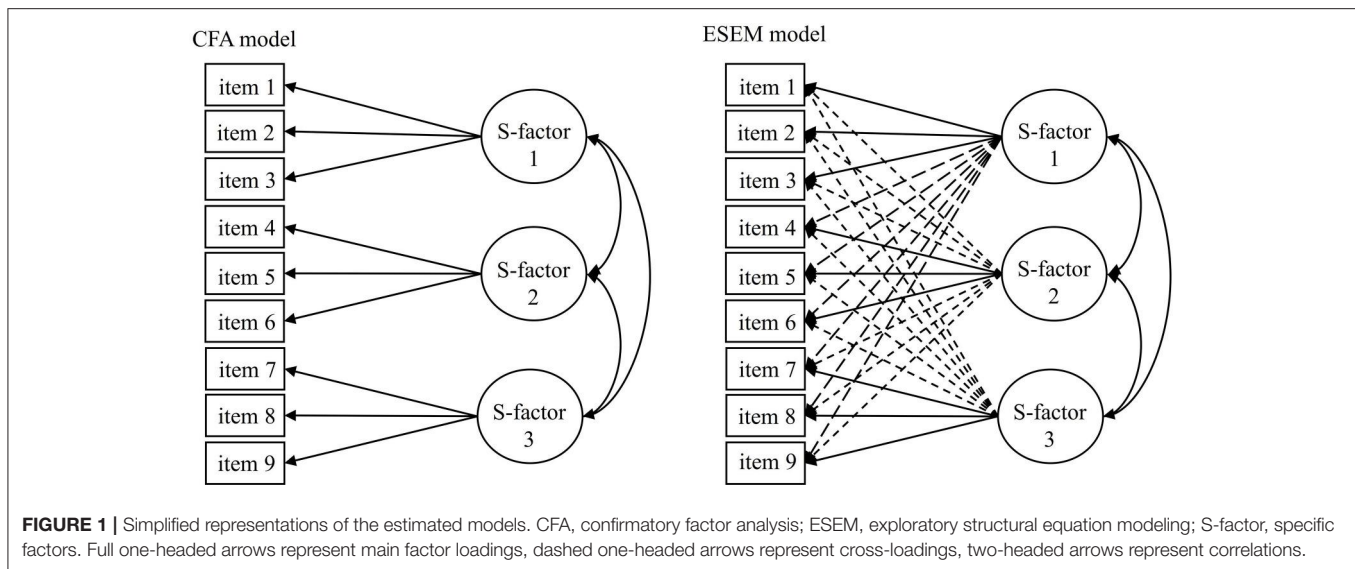 CFA model
item 1
item 2
item 3
item 4
item 5
item 6
item 7
item 8
item 9
S-factor
1
S-factor
2
S-factor
3
ESEM model
item 1
item 2
item 3
item 4
item 5
item 6
item 7
item 8
item 9
S-factor
1
S-factor
2
S-factor
3
FIGURE 1 | Simplified representations of the estimated models. CFA, confirmatory factor analysis; ESEM, exploratory structural equation modeling; S-factor, specific
factors. Full one-headed arrows represent main factor loadings, dashed one-headed arrows represent cross-loadings, two-headed arrows represent correlations.